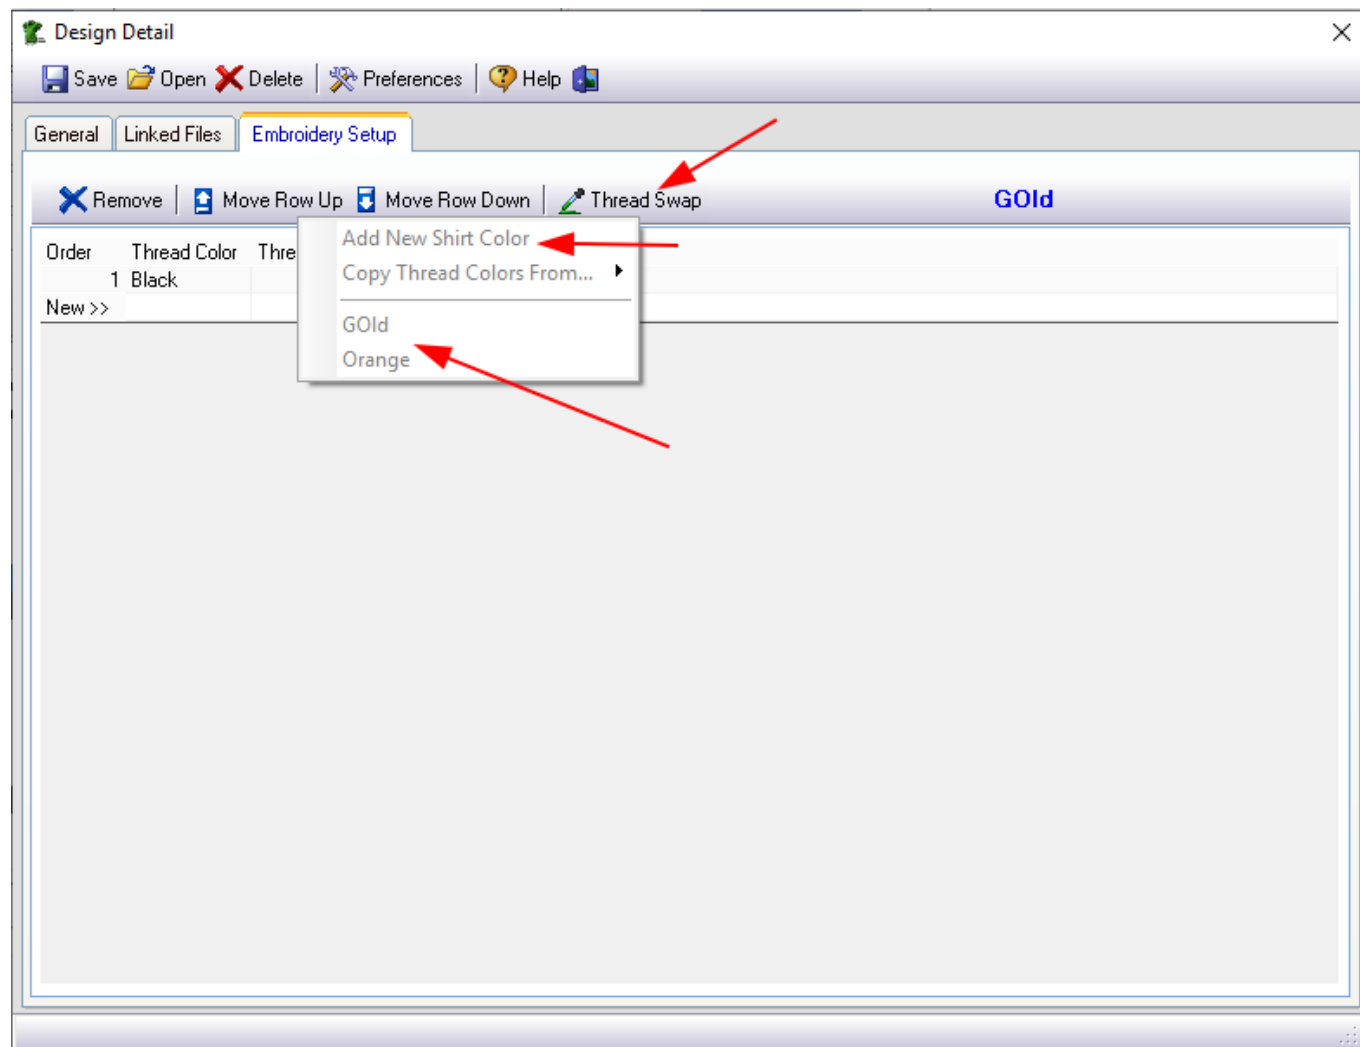 Design Detail
Save Open Delete Preferences Help
General Linked Files Embroidery Setup
Remove Move Row Up Move Row Down Thread Swap GOld
Add New Shirt Color
Order Thread Color Thre
Copy Thread Colors From...
1 Black
New >>
GOld
Orange